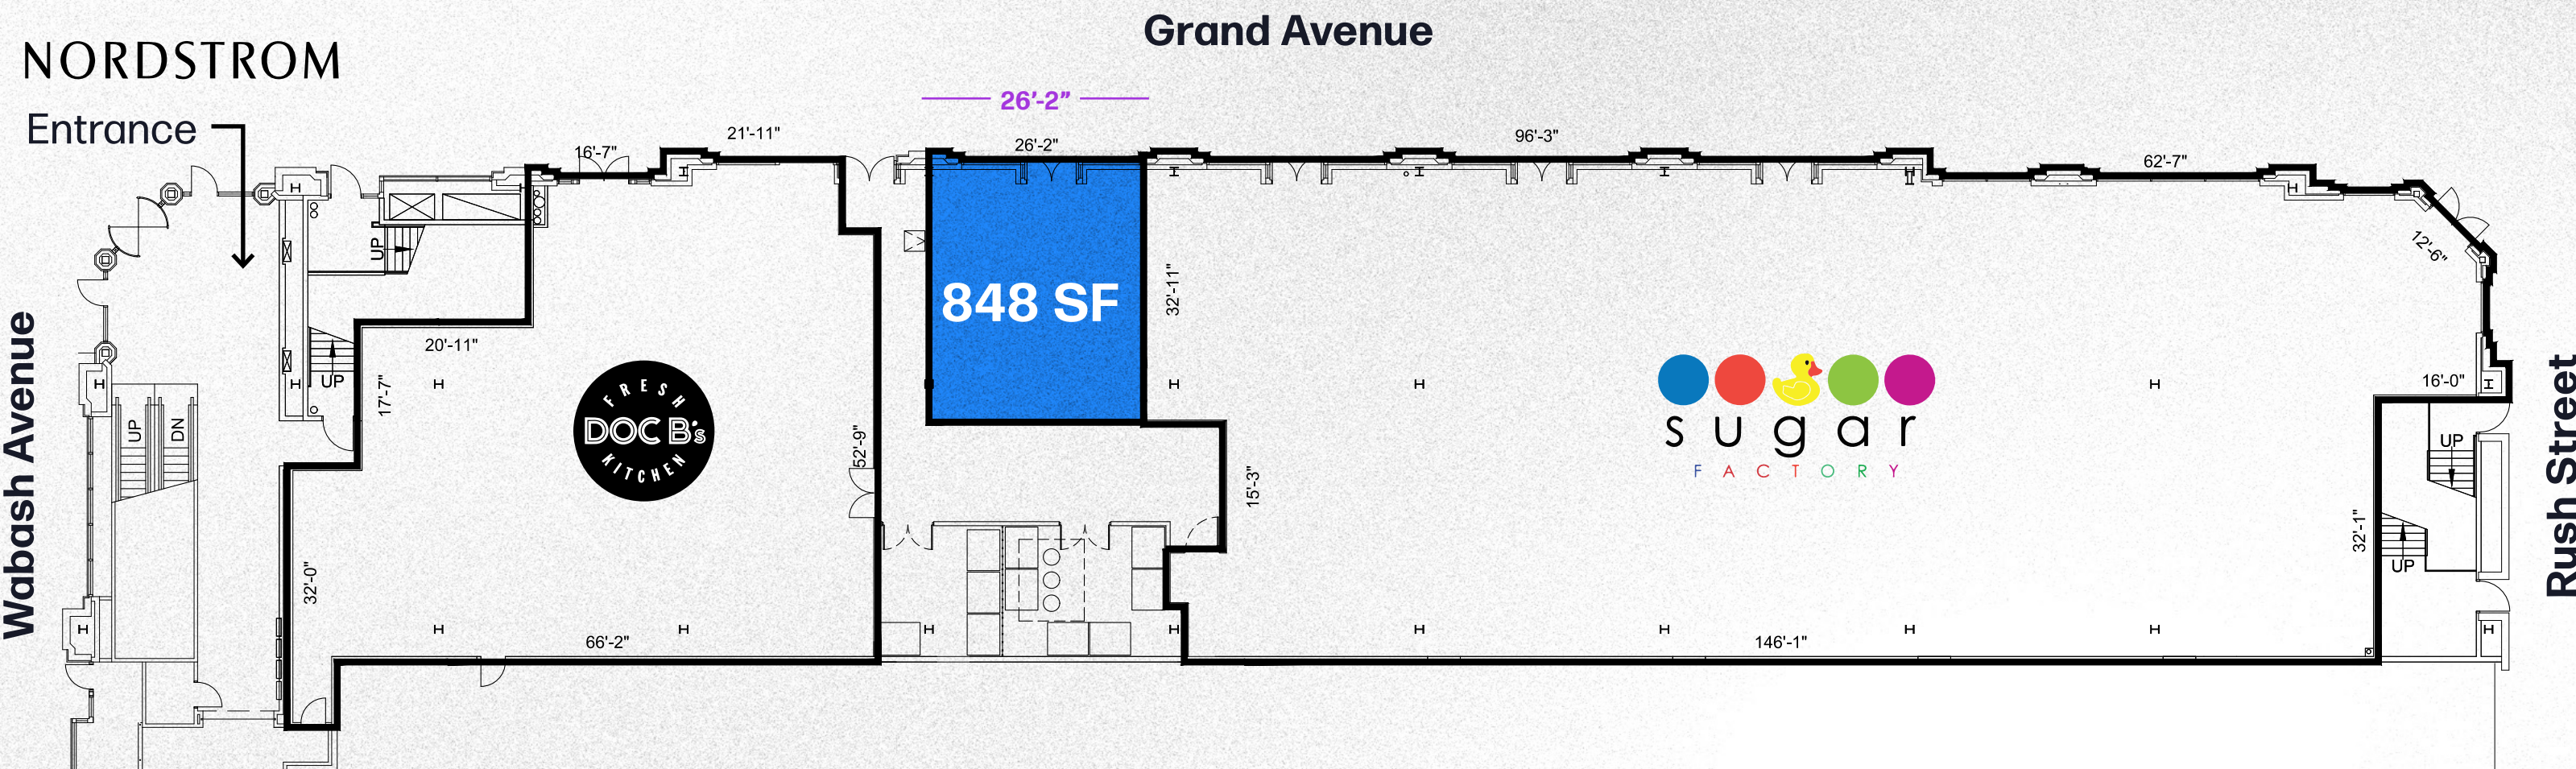 Grand Avenue
NORDSTROM
Entrance
26'-2"
21'-11"
16'-7"
26'-2"
96'-3"
62'-7"
12'-6"
UP
848 SF
32'-11"
20'-11"
17'-7"
UP
FRESH
DOC B's
KITCHEN
52'-9"
sugar
FACTORY
16'-0"
Wabash Avenue
Rush Street
UP
DN
UP
15'-3"
32'-1"
UP
32'-0"
66'-2"
146'-1"